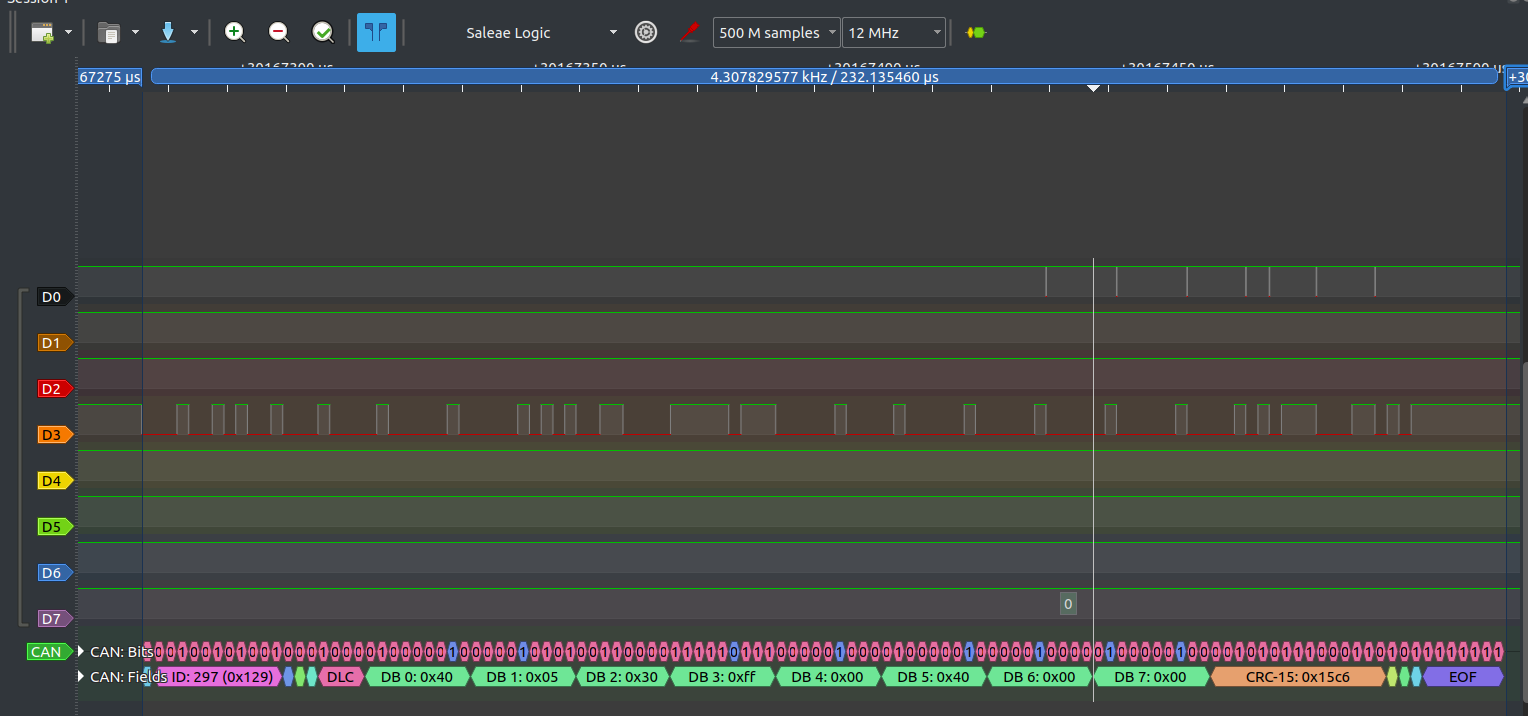 Session 1
Saleae Logic 500 M samples 12 MHz
+30167300 µs +30167350 µs +30167400 µs +30167450 µs +30167500 µs
67275 µs 4.307829577 kHz / 232.135460 µs +30
D0
D1
D2
D3
D4
D5
D6
0
D7
CAN CAN: Bits
CAN: Fields ID: 297 (0x129) DLC DB 0: 0x40 DB 1: 0x05 DB 2: 0x30 DB 3: 0xff DB 4: 0x00 DB 5: 0x40 DB 6: 0x00 DB 7: 0x00 CRC-15: 0x15c6 EOF